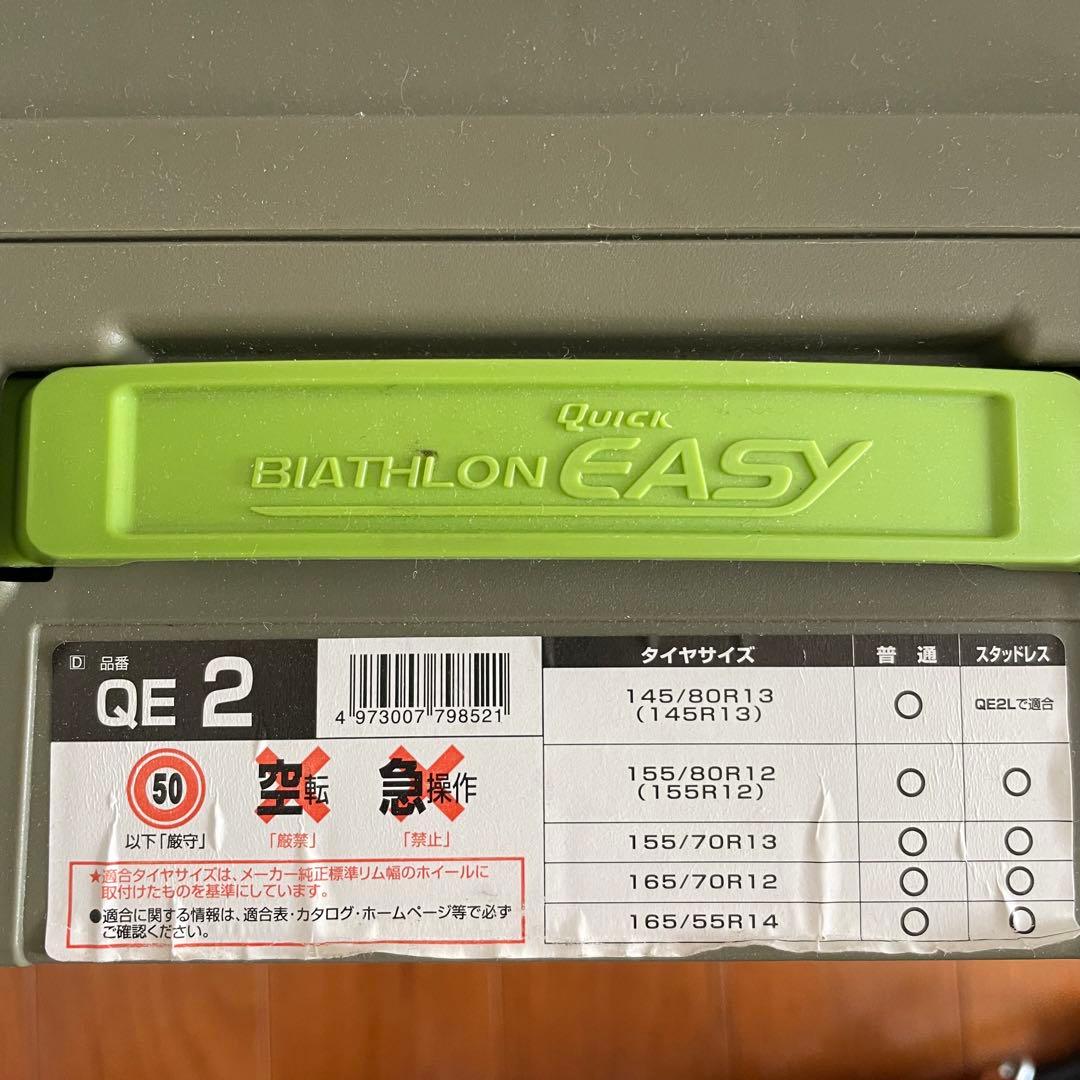 QUICK
BIATHLON EASY
D 品番
QE 2
4 973007 798521
50
以下「厳守」
空転
「厳禁」
急操作
「禁止」
★適合タイヤサイズは、メーカー純正標準リム幅のホイールに
取付けたものを基準にしています。
●適合に関する情報は、適合表・カタログ・ホームページ等で必ず
ご確認ください。
タイヤサイズ 普通 スタッドレス
145/80R13 ○ QE2Lで適合
(145R13)
155/80R12 ○ ○
(155R12)
155/70R13 ○ ○
165/70R12 ○ ○
165/55R14 ○ ○